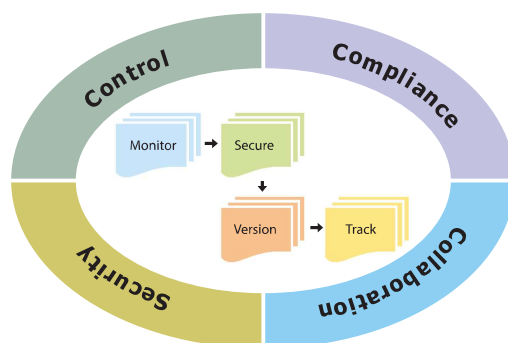 Control
Compliance
Monitor
Secure
Version
Track
Security
Collaboration